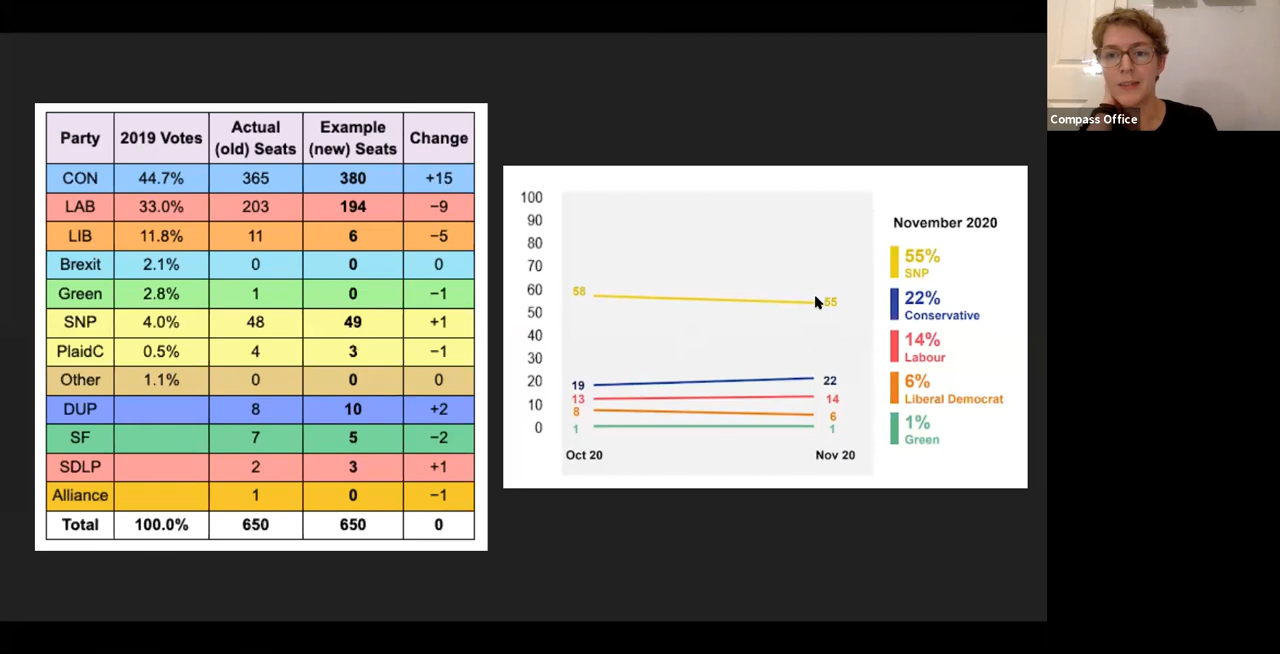 Compass Office
Party 2019 Votes Actual (old) Seats Example (new) Seats Change
CON 44.7% 365 380 +15
LAB 33.0% 203 194 −9
LIB 11.8% 11 6 −5
Brexit 2.1% 0 0 0
Green 2.8% 1 0 −1
SNP 4.0% 48 49 +1
PlaidC 0.5% 4 3 −1
Other 1.1% 0 0 0
DUP 8 10 +2
SF 7 5 −2
SDLP 2 3 +1
Alliance 1 0 −1
Total 100.0% 650 650 0
100
90
80
70
60
50
40
30
20
10
0
58
55
19
22
13
14
8
6
1
1
Oct 20
Nov 20
November 2020
55%
SNP
22%
Conservative
14%
Labour
6%
Liberal Democrat
1%
Green